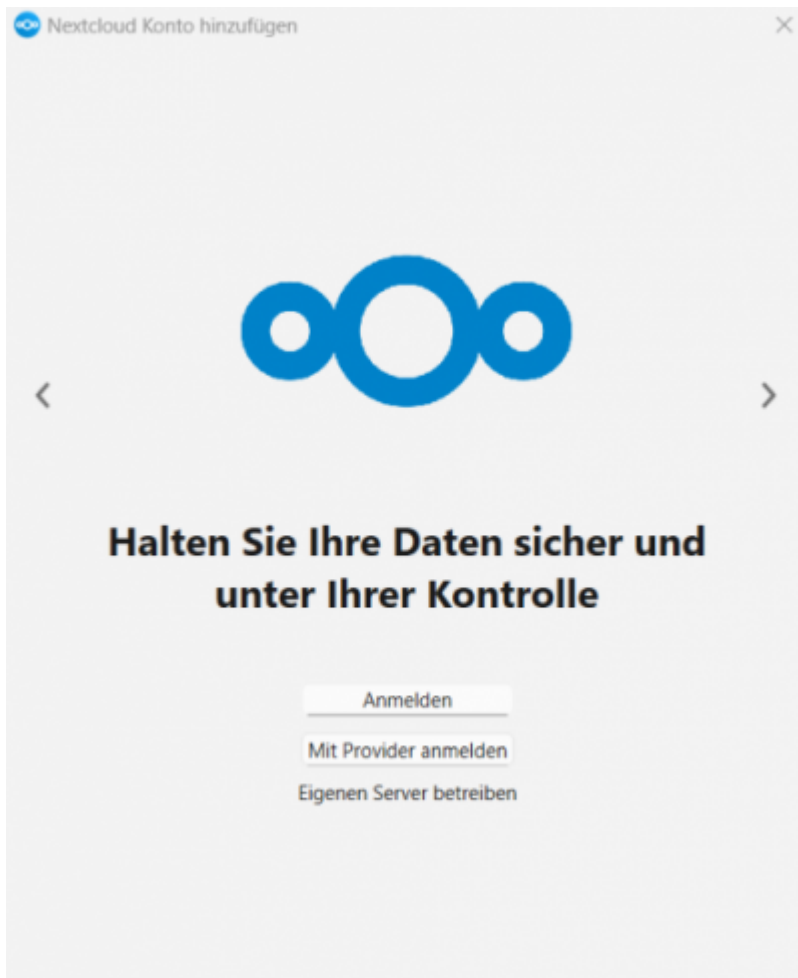 Nextcloud Konto hinzufügen
Halten Sie Ihre Daten sicher und
unter Ihrer Kontrolle
Anmelden
Mit Provider anmelden
Eigenen Server betreiben